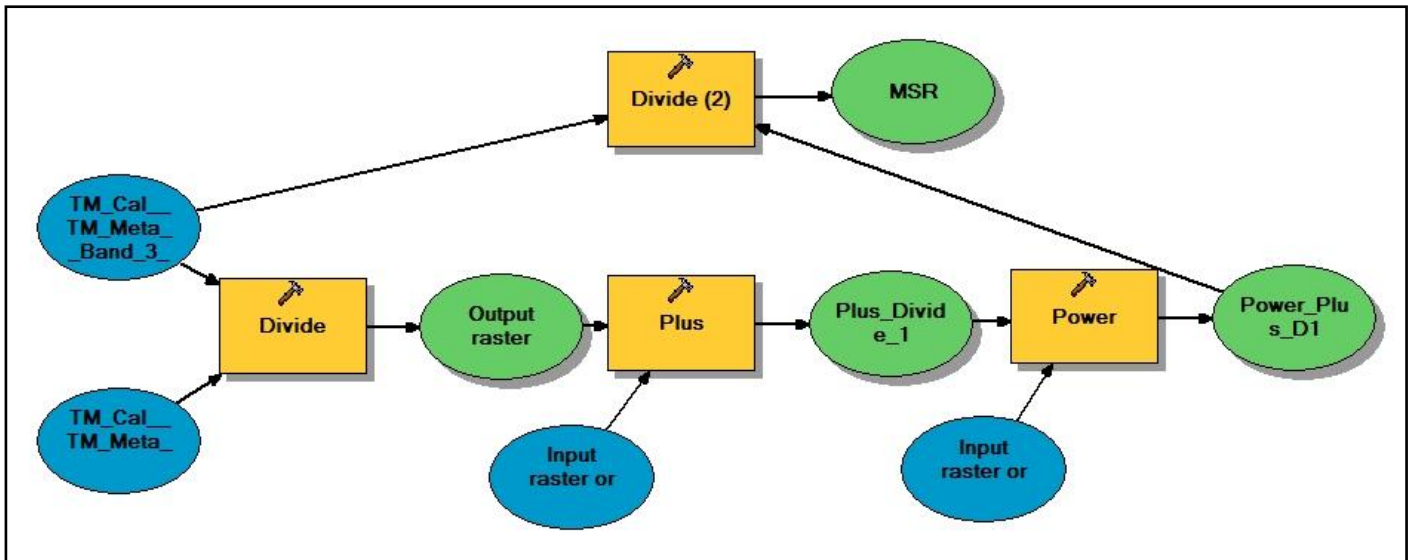 Divide (2)
MSR
TM_Cal__
TM_Meta_
_Band_3_
Divide
Output
raster
Plus
Plus_Divid
e_1
Power
Power_Plu
s_D1
TM_Cal__
TM_Meta_
Input
raster or
Input
raster or